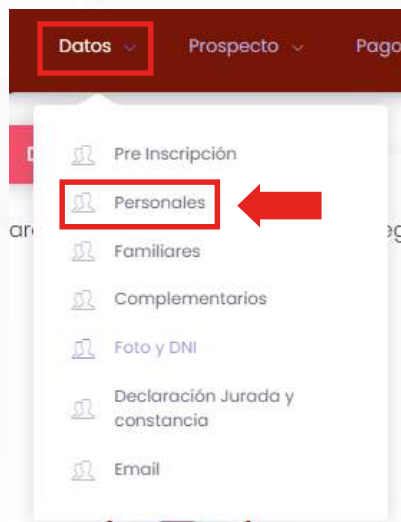 Datos Prospecto Pago
Pre Inscripción
Personales
Familiares
Complementarios
Foto y DNI
Declaración Jurada y
constancia
Email